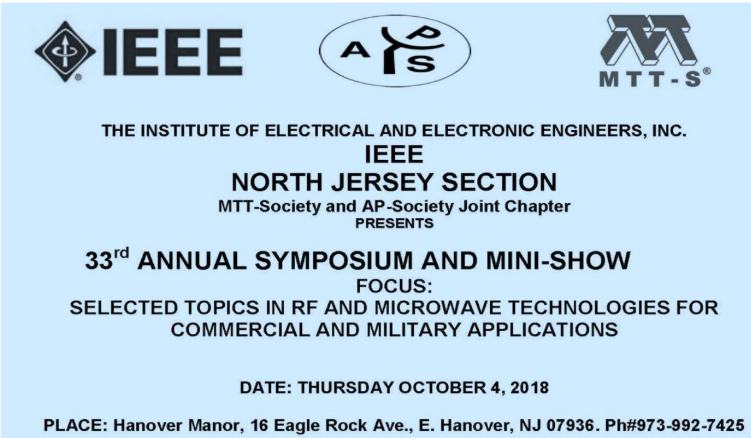 IEEE
APS
MTT-S®
THE INSTITUTE OF ELECTRICAL AND ELECTRONIC ENGINEERS, INC.
IEEE
NORTH JERSEY SECTION
MTT-Society and AP-Society Joint Chapter
PRESENTS
33rd ANNUAL SYMPOSIUM AND MINI-SHOW
FOCUS:
SELECTED TOPICS IN RF AND MICROWAVE TECHNOLOGIES FOR
COMMERCIAL AND MILITARY APPLICATIONS
DATE: THURSDAY OCTOBER 4, 2018
PLACE: Hanover Manor, 16 Eagle Rock Ave., E. Hanover, NJ 07936. Ph#973-992-7425